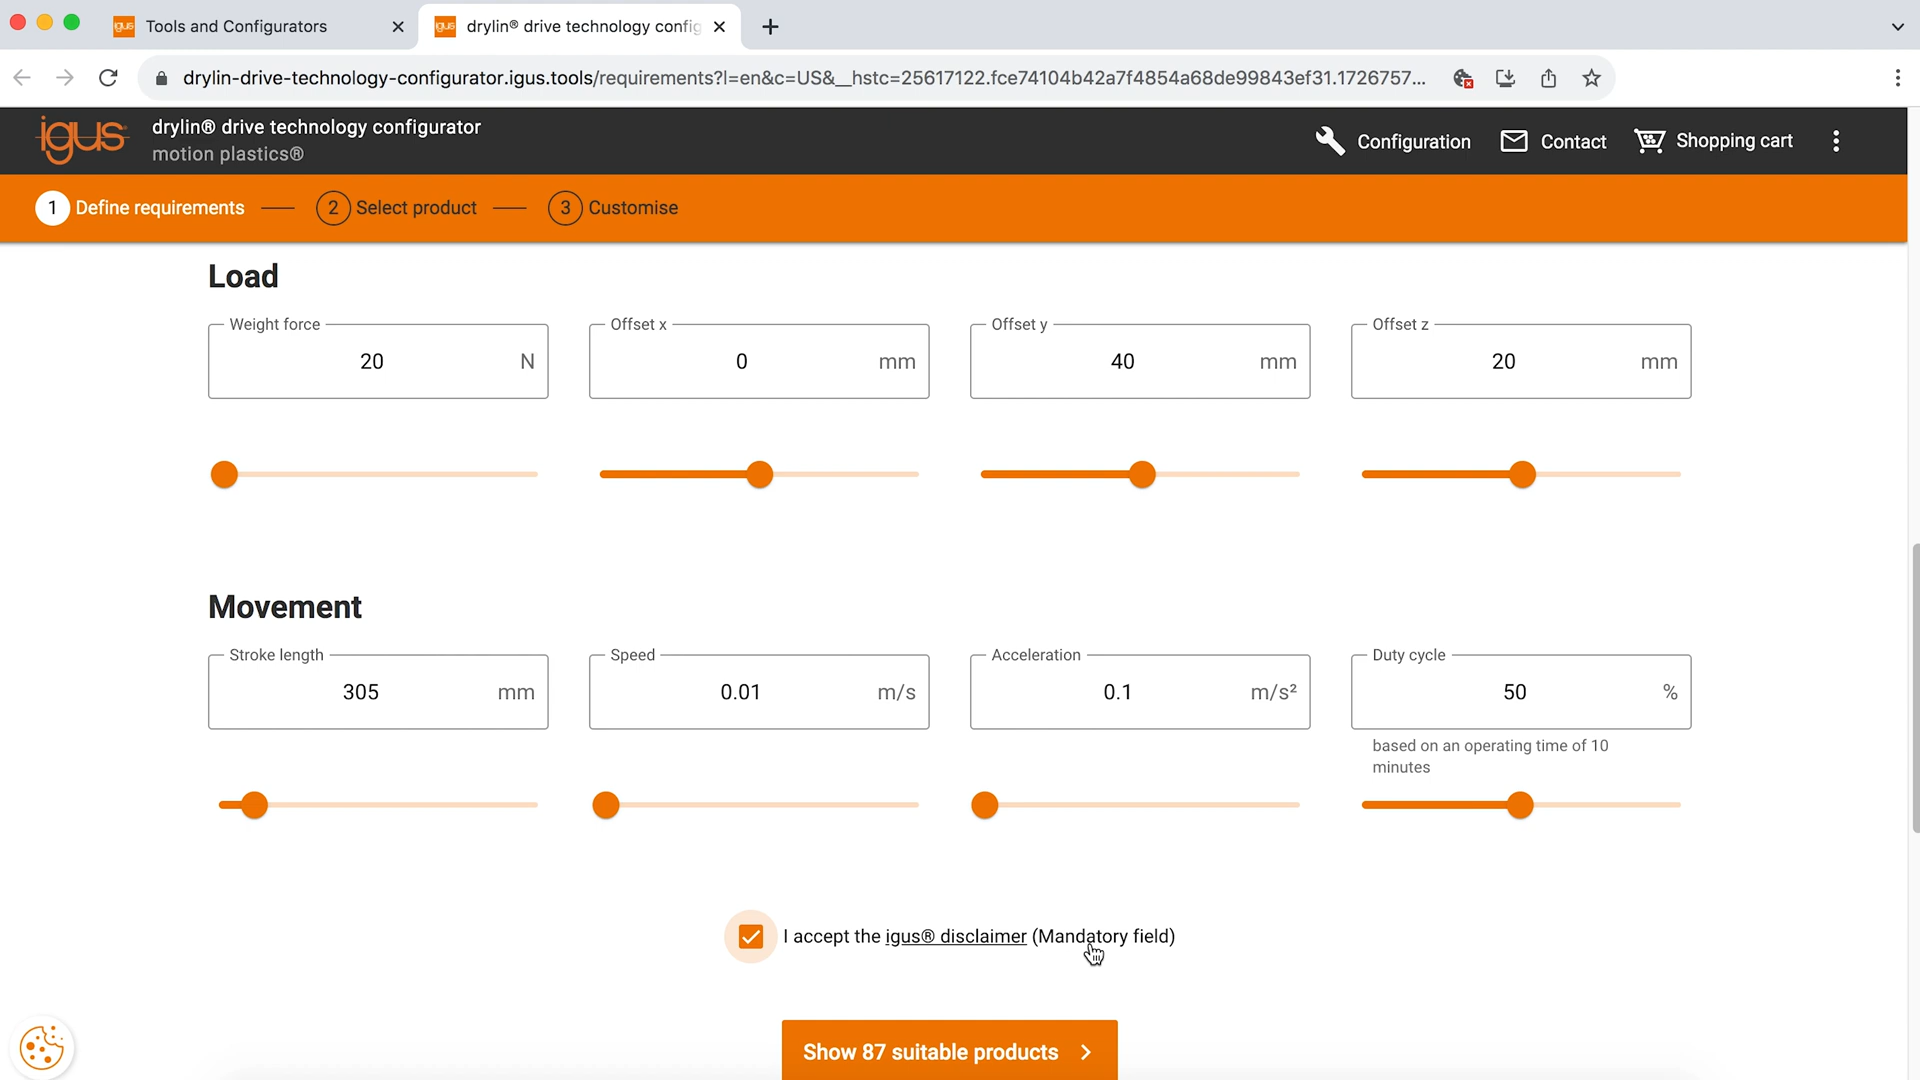 igus Tools and Configurators
igus drylin® drive technology config
drylin-drive-technology-configurator.igus.tools/requirements?l=en&c=US&__hstc=25617122.fce74104b42a7f4854a68de99843ef31.1726757...
igus drylin® drive technology configurator
motion plastics®
Configuration Contact Shopping cart
1 Define requirements 2 Select product 3 Customise
Load
Weight force Offset x Offset y Offset z
20 N 0 mm 40 mm 20 mm
Movement
Stroke length Speed Acceleration Duty cycle
305 mm 0.01 m/s 0.1 m/s² 50 %
based on an operating time of 10
minutes
I accept the igus® disclaimer (Mandatory field)
Show 87 suitable products